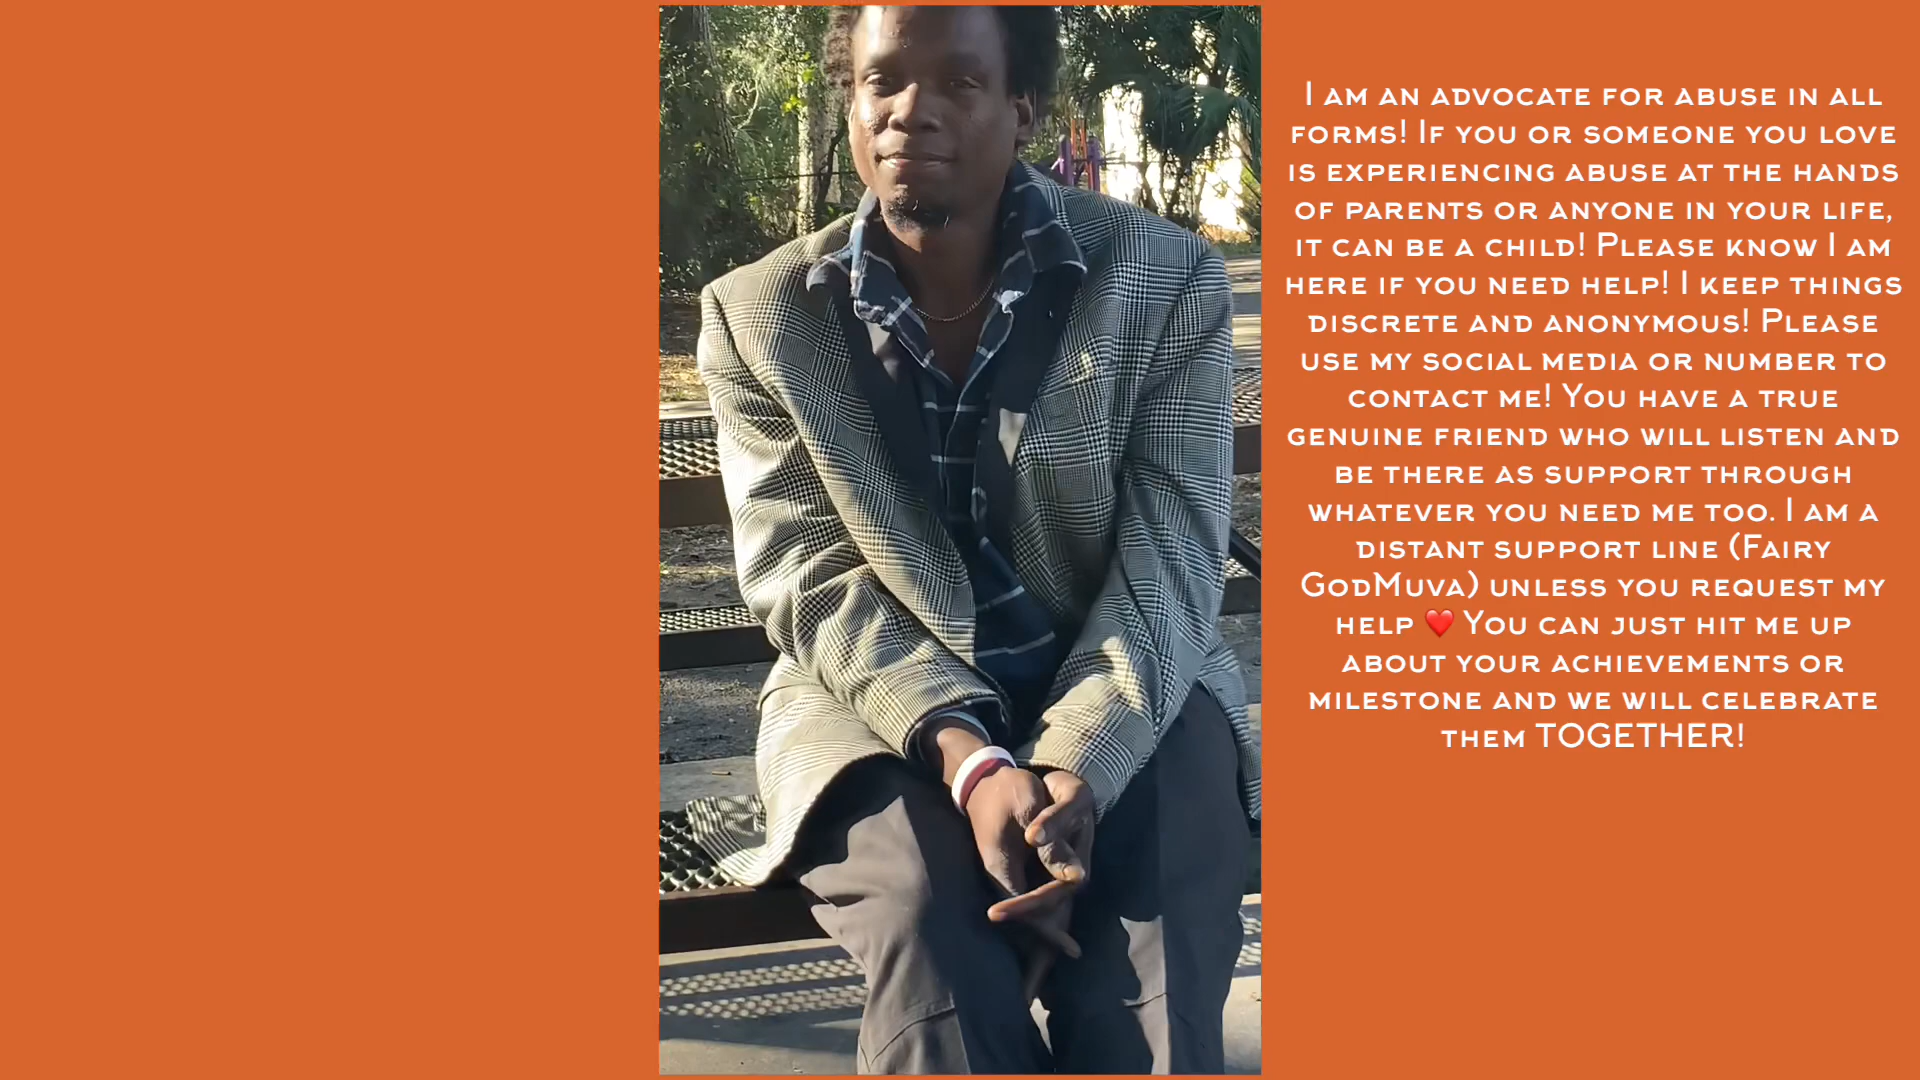 I am an advocate for abuse in all
forms! If you or someone you love
is experiencing abuse at the hands
of parents or anyone in your life,
it can be a child! Please know I am
here if you need help! I keep things
discrete and anonymous! Please
use my social media or number to
contact me! You have a true
genuine friend who will listen and
be there as support through
whatever you need me too. I am a
distant support line (Fairy
GodMuva) unless you request my
help ❤️ You can just hit me up
about your achievements or
milestone and we will celebrate
them TOGETHER!